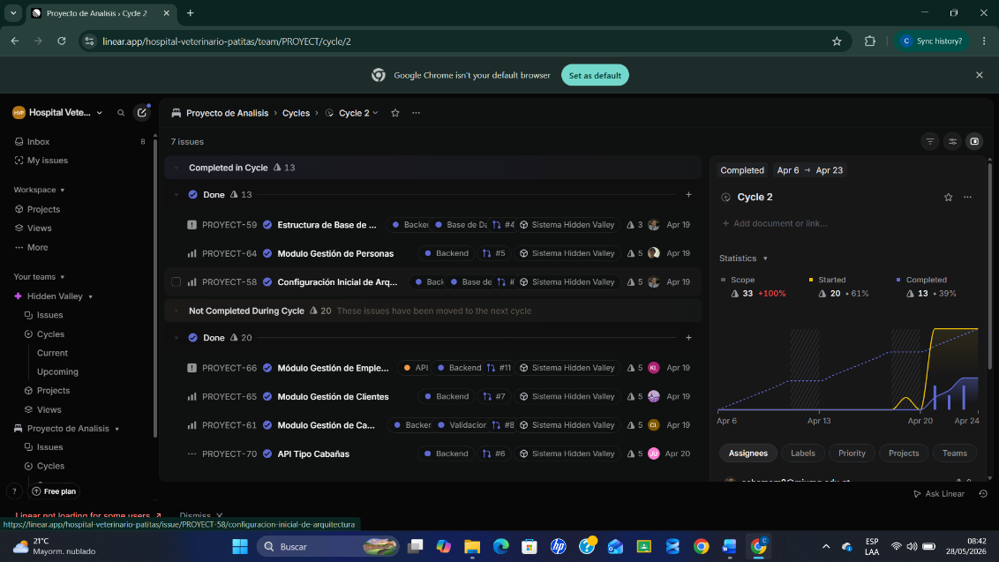 Proyecto de Analisis › Cycle 2
linear.app/hospital-veterinario-patitas/team/PROYECT/cycle/2
C Sync history?
Google Chrome isn't your default browser Set as default
HVP Hospital Vete...
Inbox 8
My issues
Workspace
Projects
Views
More
Your teams
Hidden Valley
Issues
Cycles
Current
Upcoming
Projects
Views
Proyecto de Analisis
Issues
Cycles
? Free plan
Linear not loading for some users Dismiss
https://linear.app/hospital-veterinario-patitas/issue/PROYECT-58/configuracion-inicial-de-arquitectura
Proyecto de Analisis › Cycles › Cycle 2
7 issues
Completed in Cycle 13
Done 13
PROYECT-59 Estructura de Base de ... Backe Base de Da #4 Sistema Hidden Valley 3 Apr 19
PROYECT-64 Modulo Gestión de Personas Backend #5 Sistema Hidden Valley 5 Apr 19
PROYECT-58 Configuración Inicial de Arq... Back Base de # Sistema Hidden Valley 5 Apr 19
Not Completed During Cycle 20 These issues have been moved to the next cycle
Done 20
PROYECT-66 Módulo Gestión de Emple... API Backend #11 Sistema Hidden Valley 5 KL Apr 19
PROYECT-65 Modulo Gestión de Clientes Backend #7 Sistema Hidden Valley 5 Apr 19
PROYECT-61 Modulo Gestión de Ca... Backer Validacior #8 Sistema Hidden Valley 5 CL Apr 19
PROYECT-70 API Tipo Cabañas Backend #6 Sistema Hidden Valley 5 JU Apr 20
Completed Apr 6 → Apr 23
Cycle 2
+ Add document or link...
Statistics
Scope Started Completed
33 +100% 20 • 61% 13 • 39%
Apr 6 Apr 13 Apr 20 Apr 24
Assignees Labels Priority Projects Teams
Ask Linear
21°C
Mayorm. nublado
Buscar
ESP
LAA
08:42
28/05/2026